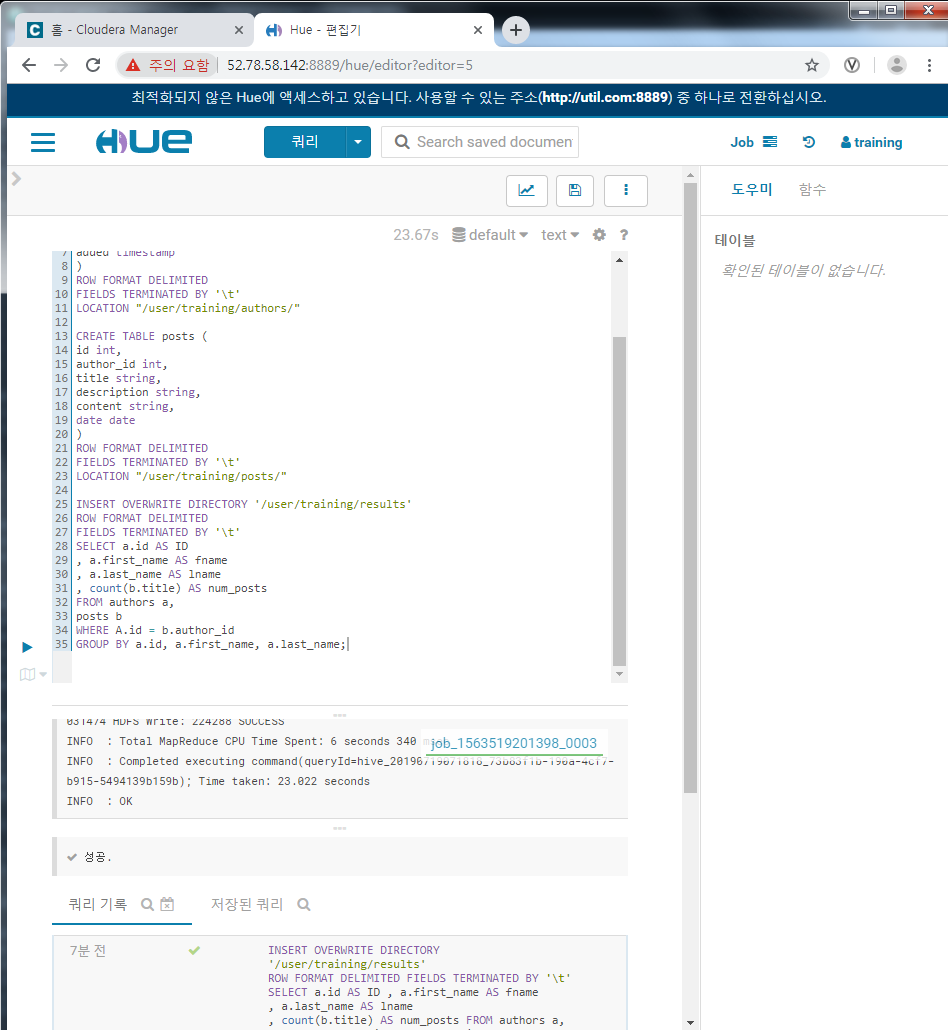 홈 - Cloudera Manager
Hue - 편집기
주의 요함
52.78.58.142:8889/hue/editor?editor=5
최적화되지 않은 Hue에 액세스하고 있습니다. 사용할 수 있는 주소(http://util.com:8889) 중 하나로 전환하십시오.
HUE
쿼리
Search saved documen
Job
training
도우미
함수
23.67s
default
text
?
테이블
확인된 테이블이 없습니다.
7 added timestamp
8 )
9 ROW FORMAT DELIMITED
10 FIELDS TERMINATED BY '\t'
11 LOCATION "/user/training/authors/"
12
13 CREATE TABLE posts (
14 id int,
15 author_id int,
16 title string,
17 description string,
18 content string,
19 date date
20 )
21 ROW FORMAT DELIMITED
22 FIELDS TERMINATED BY '\t'
23 LOCATION "/user/training/posts/"
24
25 INSERT OVERWRITE DIRECTORY '/user/training/results'
26 ROW FORMAT DELIMITED
27 FIELDS TERMINATED BY '\t'
28 SELECT a.id AS ID
29 , a.first_name AS fname
30 , a.last_name AS lname
31 , count(b.title) AS num_posts
32 FROM authors a,
33 posts b
34 WHERE A.id = b.author_id
35 GROUP BY a.id, a.first_name, a.last_name;
031474 HDFS Write: 224288 SUCCESS
INFO : Total MapReduce CPU Time Spent: 6 seconds 340
job_1563519201398_0003
INFO : Completed executing command
b915-5494139b159b); Time taken: 23.022 seconds
INFO : OK
성공.
쿼리 기록
저장된 쿼리
7분 전
INSERT OVERWRITE DIRECTORY
'/user/training/results'
ROW FORMAT DELIMITED FIELDS TERMINATED BY '\t'
SELECT a.id AS ID , a.first_name AS fname
, a.last_name AS lname
, count(b.title) AS num_posts FROM authors a,